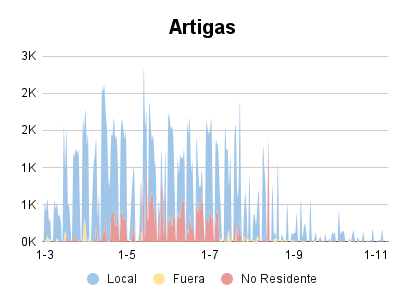 Artigas
3K
2K
2K
1K
1K
0K
1-3
1-5
1-7
1-9
1-11
Local
Fuera
No Residente